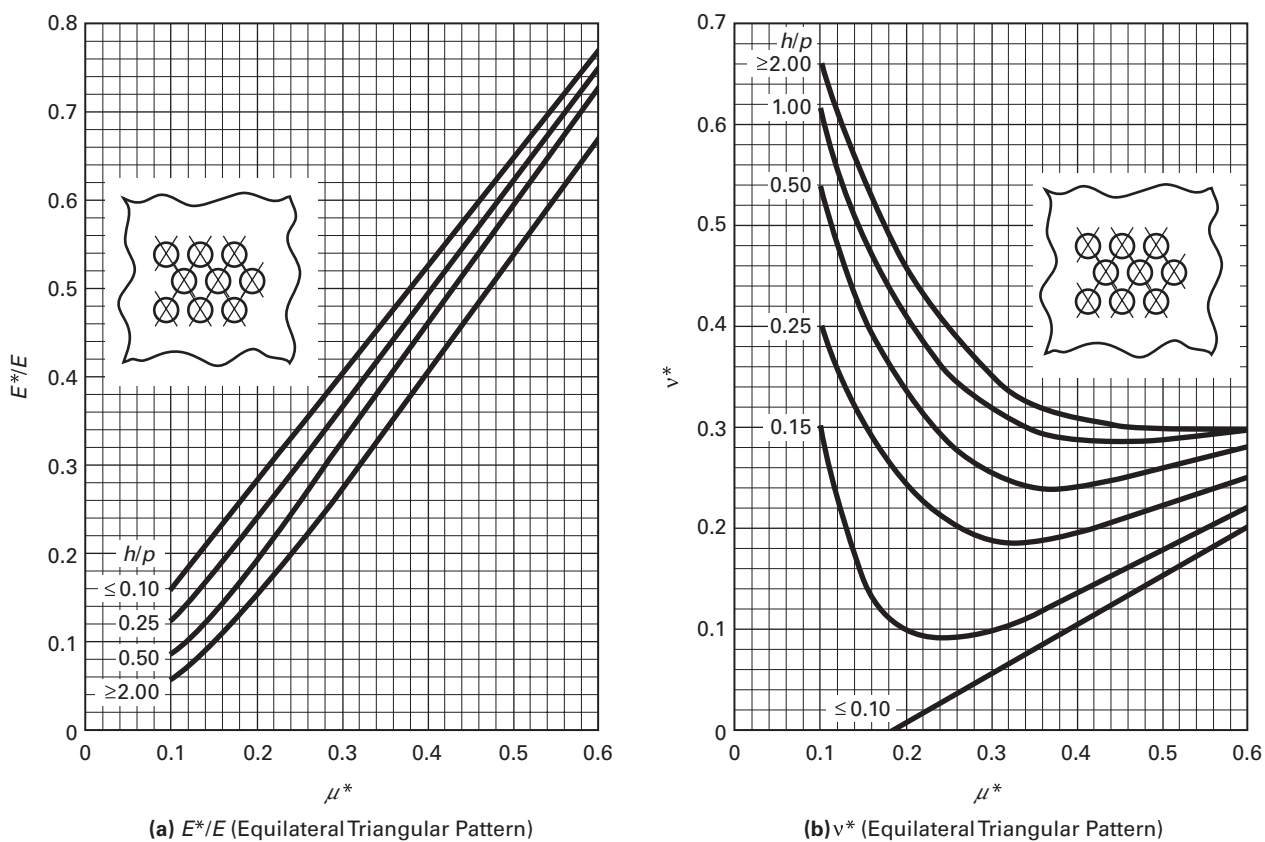 0.8
0.7
0.6
0.5
0.4
0.3
0.2
0.1
0
E*/E
h/p
≤ 0.10
0.25
0.50
≥2.00
0 0.1 0.2 0.3 0.4 0.5 0.6
μ*
(a) E*/E (Equilateral Triangular Pattern)
0.7
0.6
0.5
0.4
0.3
0.2
0.1
0
ν*
h/p
≥2.00
1.00
0.50
0.25
0.15
≤ 0.10
0 0.1 0.2 0.3 0.4 0.5 0.6
μ*
(b) ν* (Equilateral Triangular Pattern)